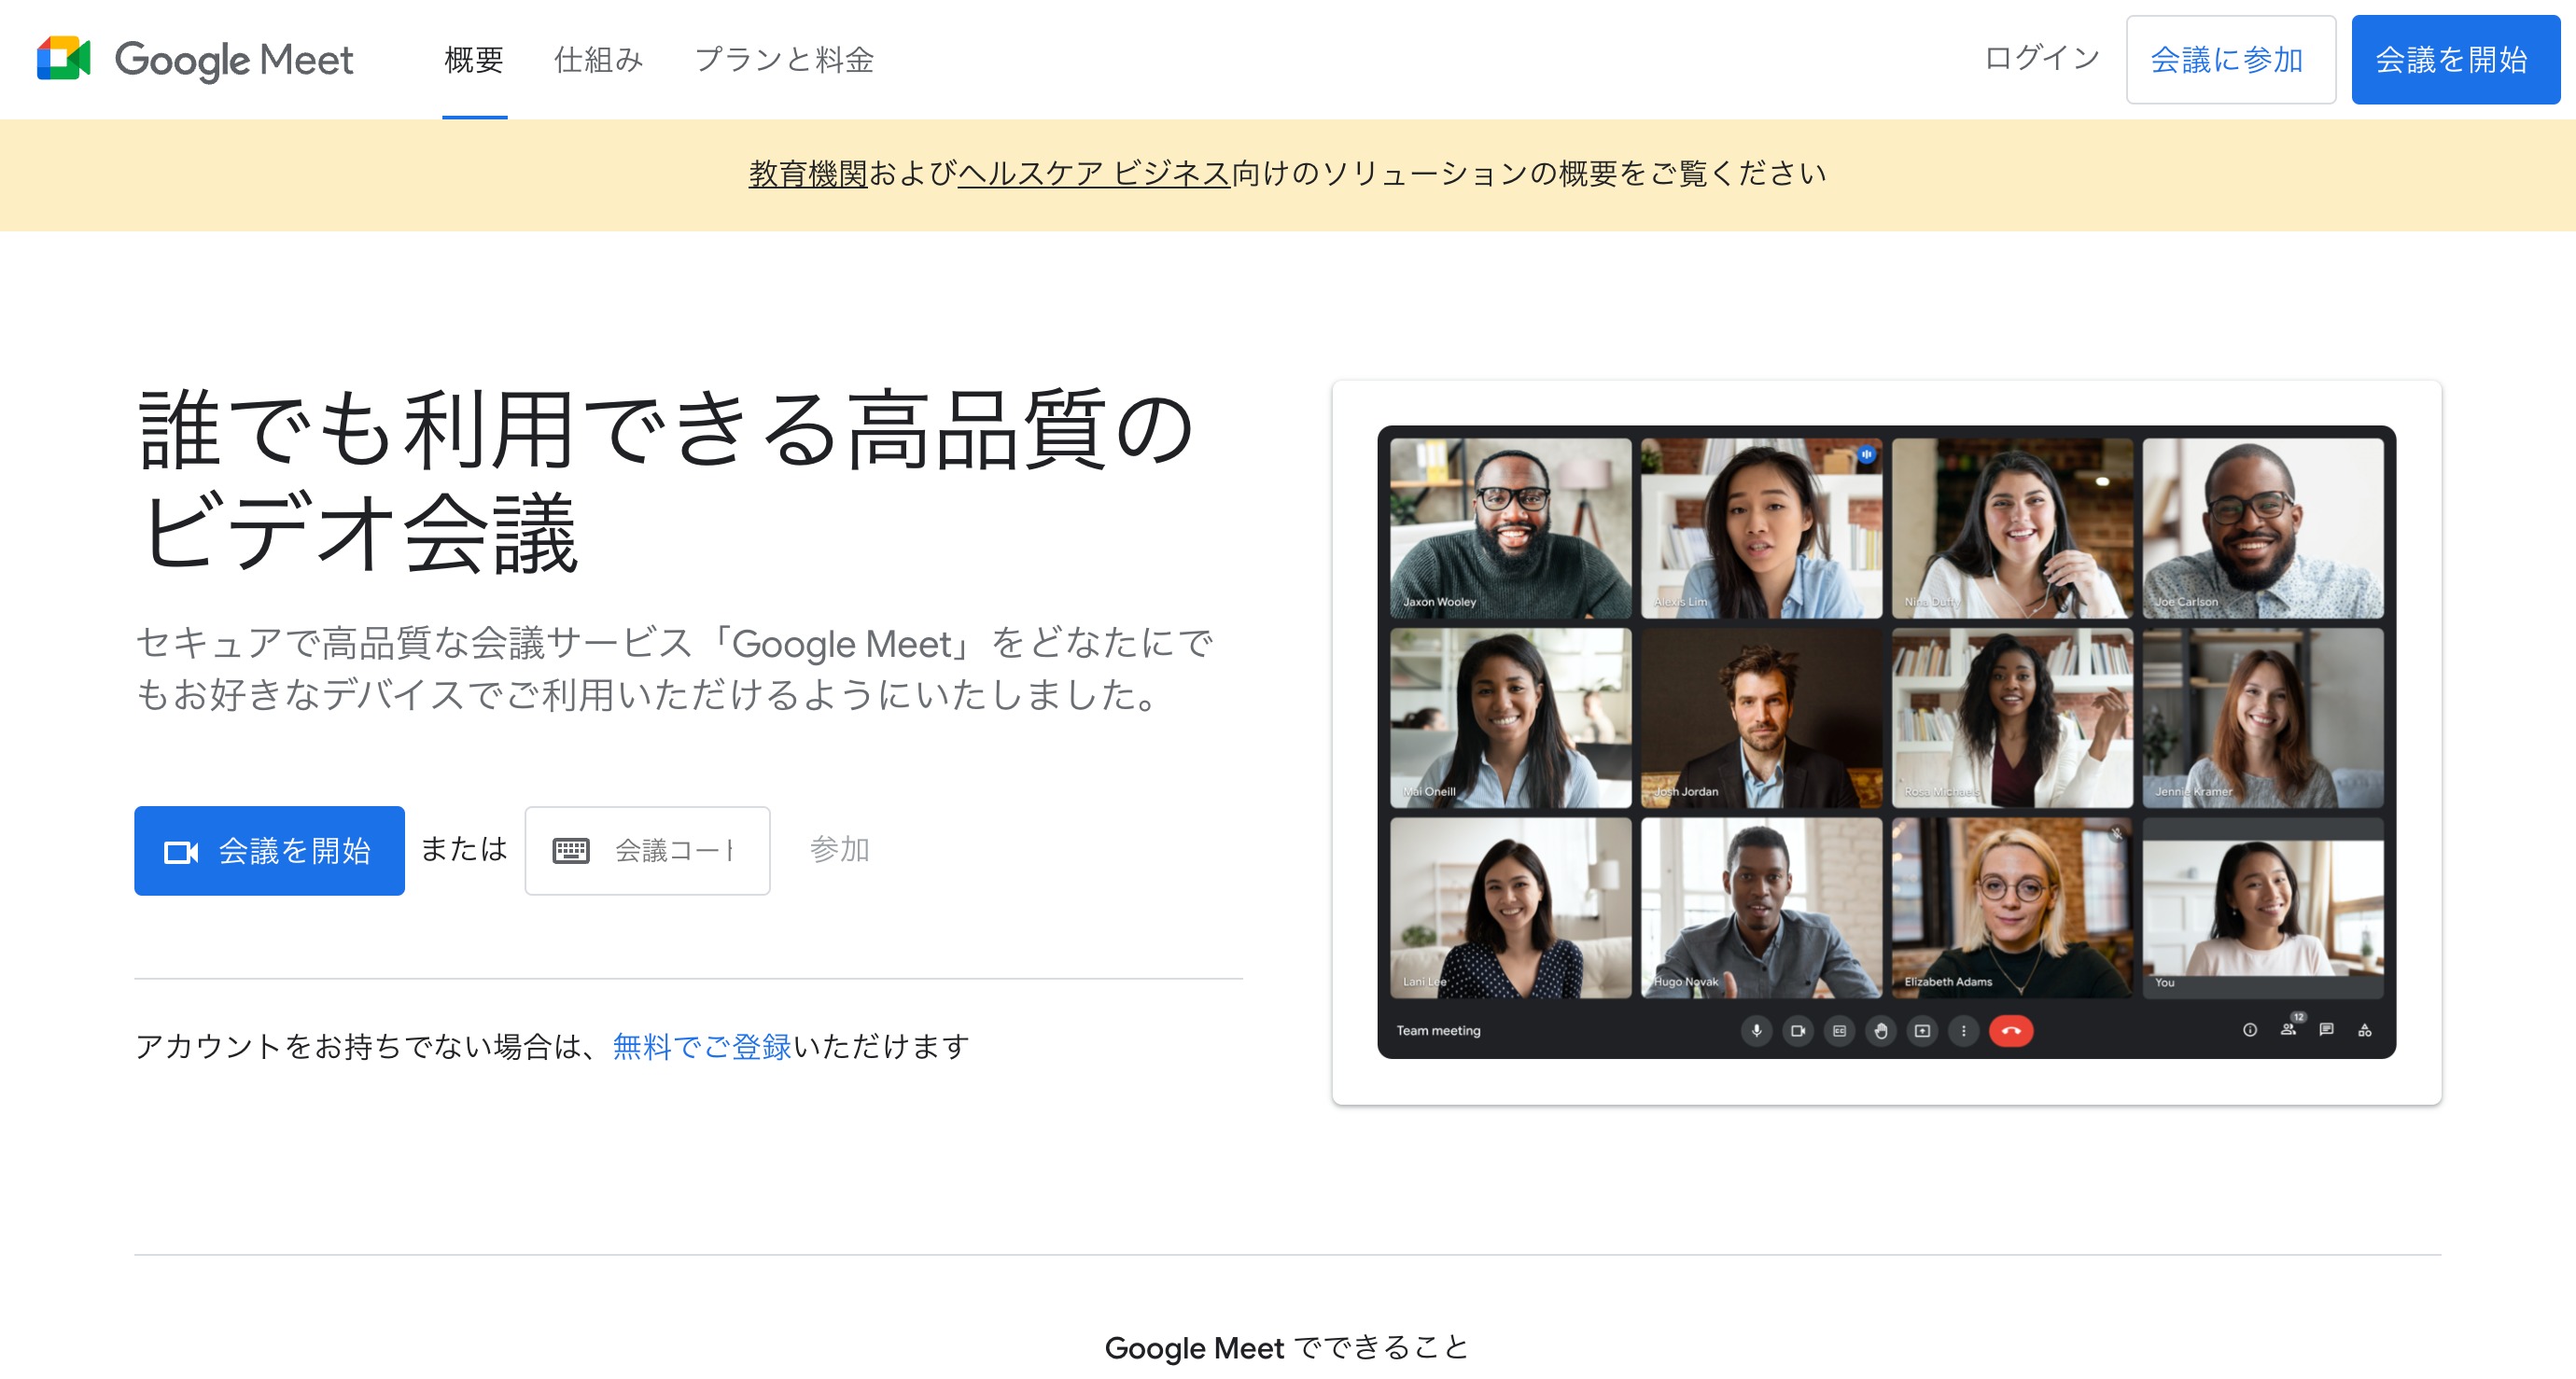 Google Meet
概要
仕組み
プランと料金
ログイン
会議に参加
会議を開始
教育機関およびヘルスケア ビジネス向けのソリューションの概要をご覧ください
誰でも利用できる高品質の
ビデオ会議
セキュアで高品質な会議サービス「Google Meet」をどなたにで
もお好きなデバイスでご利用いただけるようにいたしました。
会議を開始
または
会議コード
参加
アカウントをお持ちでない場合は、無料でご登録いただけます
Jaxon Wooley
Alexis Lim
Nina Duffy
Joe Carlson
Mai Oneill
Josh Jordan
Rosa Michaels
Jennie Kramer
Lani Lee
Hugo Novak
Elizabeth Adams
You
Team meeting
CC
12
Google Meet でできること